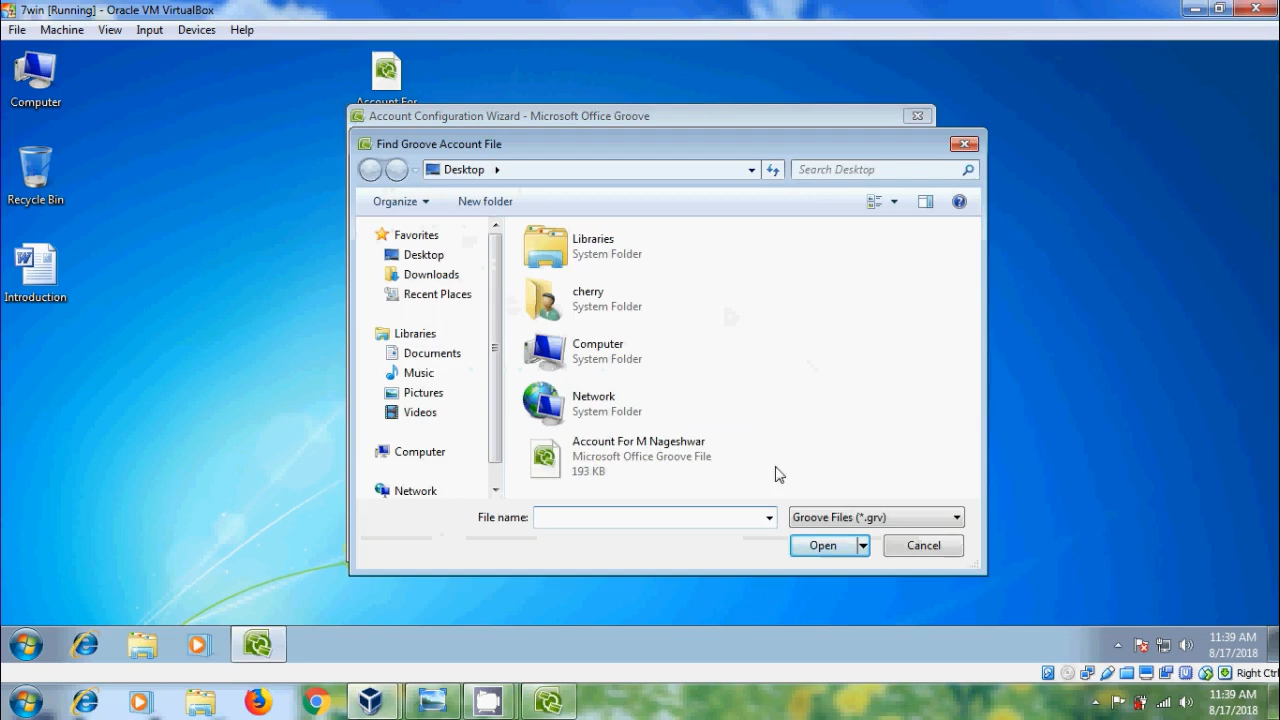 7win [Running] - Oracle VM VirtualBox
File Machine View Input Devices Help
Computer
Recycle Bin
Introduction
Account For
Account Configuration Wizard - Microsoft Office Groove
Find Groove Account File
Desktop
Search Desktop
Organize
New folder
Favorites
Desktop
Downloads
Recent Places
Libraries
Documents
Music
Pictures
Videos
Computer
Network
Libraries
System Folder
cherry
System Folder
Computer
System Folder
Network
System Folder
Account For M Nageshwar
Microsoft Office Groove File
193 KB
File name:
Groove Files (*.grv)
Open
Cancel
11:39 AM
8/17/2018
Right Ctrl
11:39 AM
8/17/2018